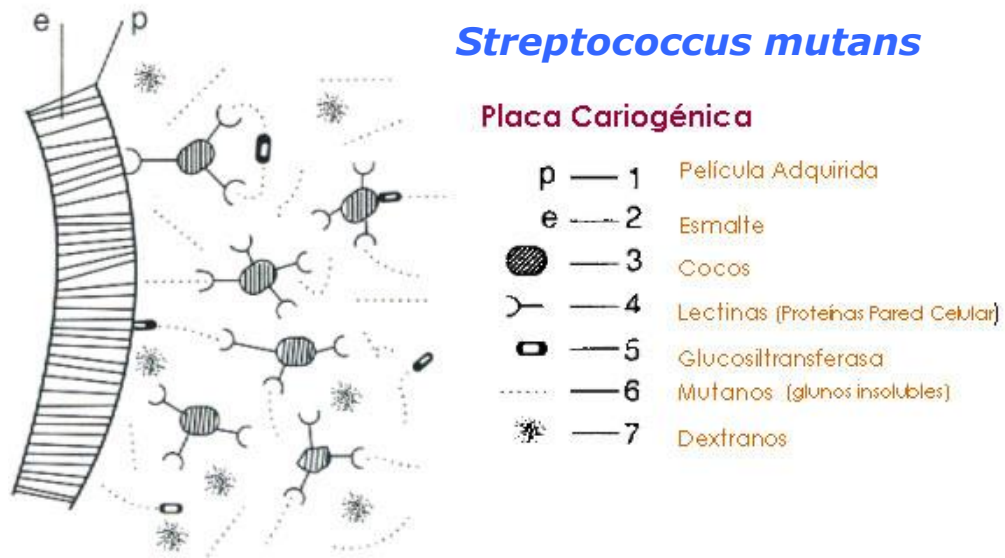 e p
Streptococcus mutans
Placa Cariogénica
p — 1 Película Adquirida
e — 2 Esmalte
— 3 Cocos
— 4 Lectinas (Proteínas Pared Celular)
— 5 Glucosiltransferasa
— 6 Mutanos (glunos insolubles)
— 7 Dextranos